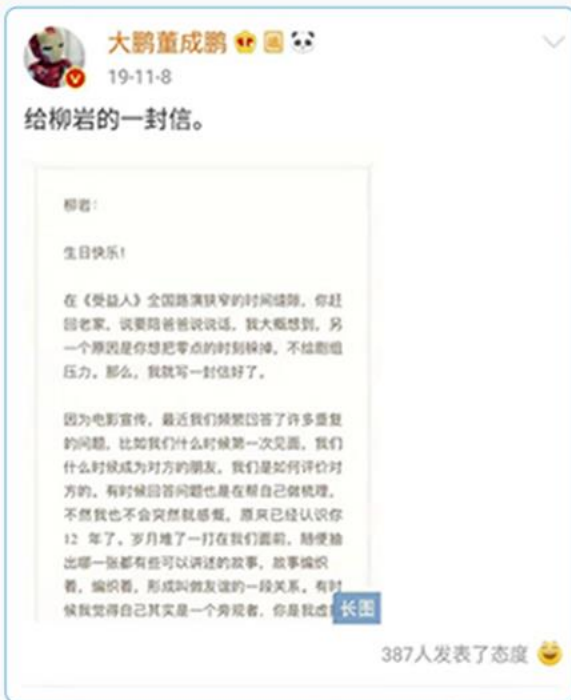 大鹏董成鹏
19-11-8
给柳岩的一封信。
柳岩：
生日快乐！
在《受益人》全国路演狭窄的时间缝隙，你赶
回老家，说要陪爸爸说说话，我大概想到，另
一个原因是你想把零点的时刻躲掉，不给剧组
压力。那么，我就写一封信好了。
因为电影宣传，最近我们频繁回答了许多重复
的问题，比如我们什么时候第一次见面，我们
什么时候成为对方的朋友，我们是如何评价对
方的。有时候回答问题也是在帮自己做梳理，
不然我也不会突然就感慨，原来已经认识你
12 年了。岁月堆了一打在我们面前，随便抽
出哪一张都有些可以讲述的故事，故事编织
着，编织着，形成叫做友谊的一段关系。有时
候我觉得自己其实是一个旁观者，你是我虚
长图
387人发表了态度